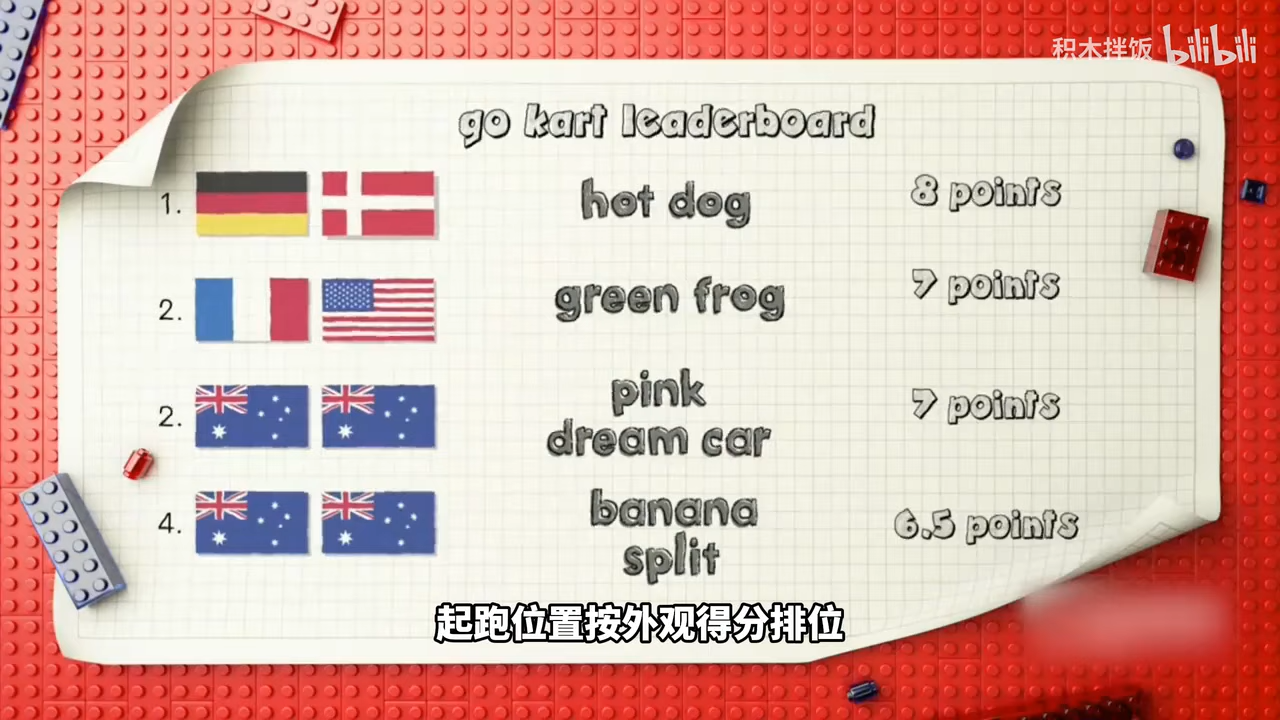 积木拌饭 bilibili
go kart leaderboard
1. hot dog 8 points
2. green frog 7 points
2. pink dream car 7 points
4. banana split 6.5 points
起跑位置按外观得分排位